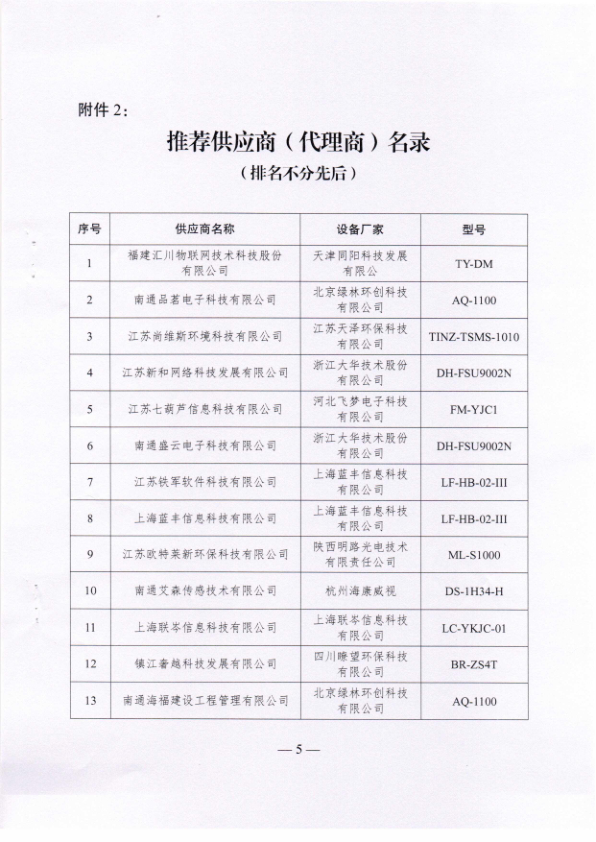 附件 2：
推荐供应商（代理商）名录
（排名不分先后）
序号 供应商名称 设备厂家 型号
1 福建汇川物联网技术科技股份 天津同阳科技发展 TY-DM
有限公司 有限公
2 南通品茗电子科技有限公司 北京绿林环创科技 AQ-1100
有限公司
3 江苏尚维斯环境科技有限公司 江苏天泽环保科技 TINZ-TSMS-1010
有限公司
4 江苏新和网络科技发展有限公司 浙江大华技术股份 DH-FSU9002N
有限公司
5 江苏七葫芦信息科技有限公司 河北飞梦电子科技 FM-YJC1
有限公司
6 南通盛云电子科技有限公司 浙江大华技术股份 DH-FSU9002N
有限公司
7 江苏铁军软件科技有限公司 上海蓝丰信息科技 LF-HB-02-III
有限公司
8 上海蓝丰信息科技有限公司 上海蓝丰信息科技 LF-HB-02-III
有限公司
9 江苏欧特莱新环保科技有限公司 陕西明路光电技术 ML-S1000
有限责任公司
10 南通艾森传感技术有限公司 杭州海康威视 DS-1H34-H
11 上海联岑信息科技有限公司 上海联岑信息科技 LC-YKJC-01
有限公司
12 镇江奢越科技发展有限公司 四川瞭望环保科技 BR-ZS4T
有限公司
13 南通海福建设工程管理有限公司 北京绿林环创科技 AQ-1100
有限公司
— 5 —